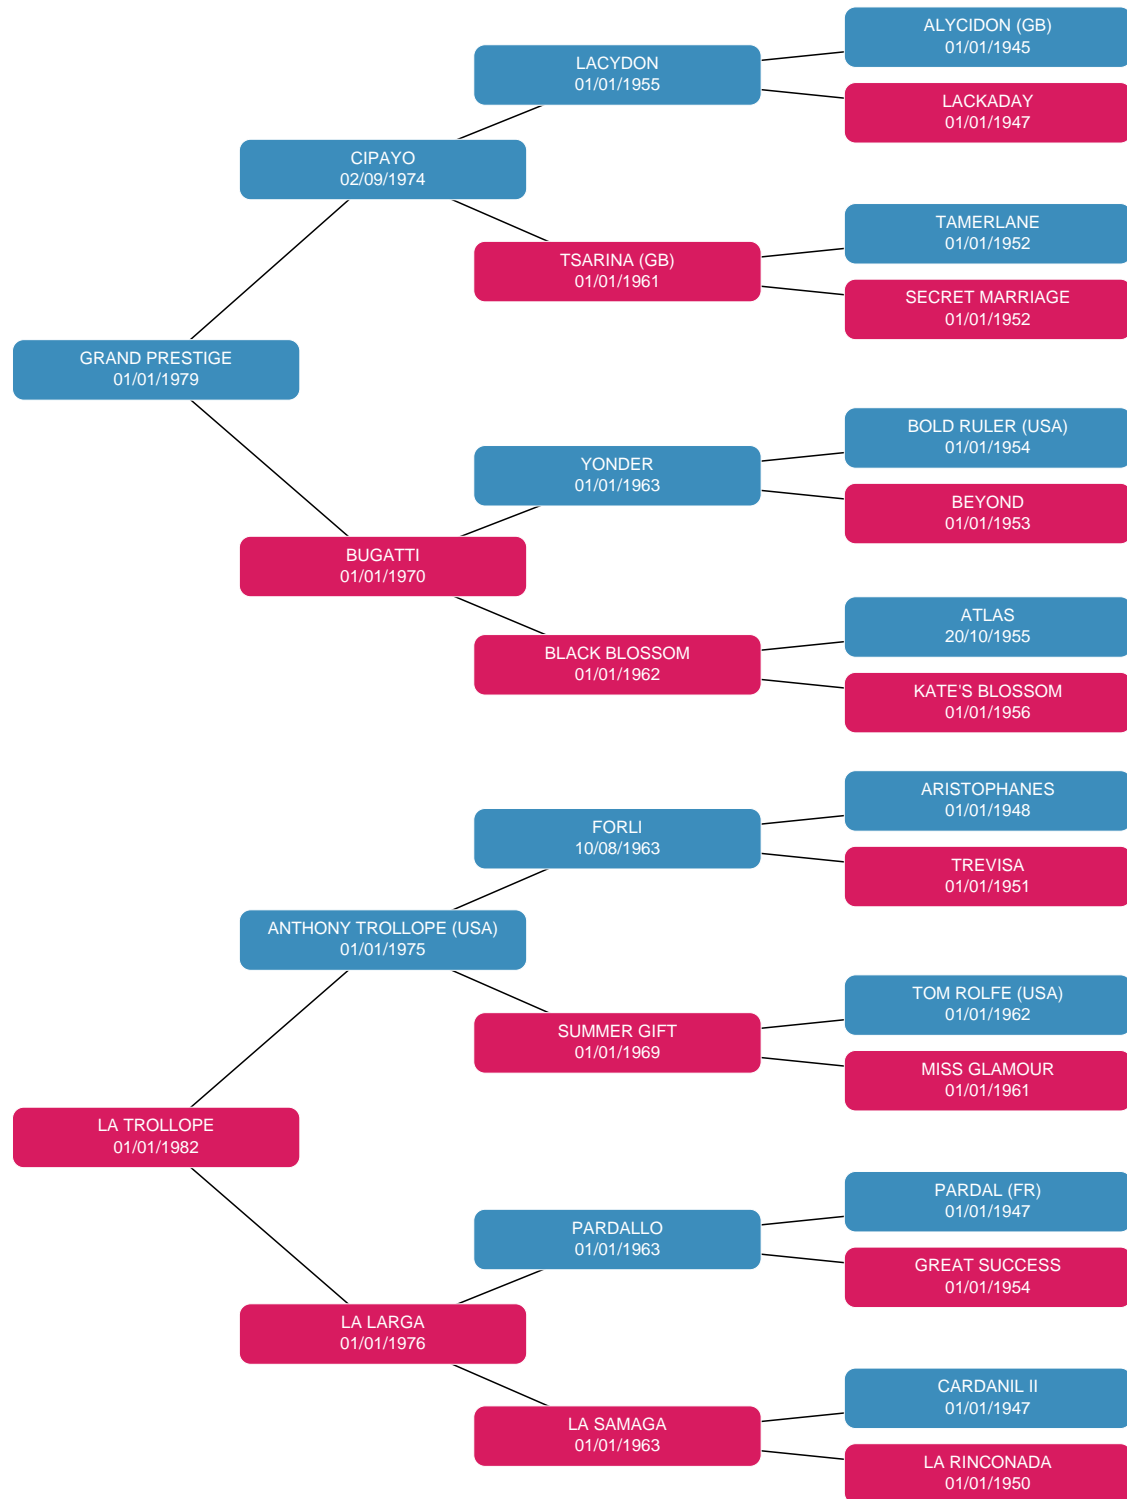 ALYCIDON (GB)
01/01/1945
LACYDON
01/01/1955
LACKADAY
01/01/1947
CIPAYO
02/09/1974
TAMERLANE
01/01/1952
TSARINA (GB)
01/01/1961
SECRET MARRIAGE
01/01/1952
GRAND PRESTIGE
01/01/1979
BOLD RULER (USA)
01/01/1954
YONDER
01/01/1963
BEYOND
01/01/1953
BUGATTI
01/01/1970
ATLAS
20/10/1955
BLACK BLOSSOM
01/01/1962
KATE'S BLOSSOM
01/01/1956
ARISTOPHANES
01/01/1948
FORLI
10/08/1963
TREVISA
01/01/1951
ANTHONY TROLLOPE (USA)
01/01/1975
TOM ROLFE (USA)
01/01/1962
SUMMER GIFT
01/01/1969
MISS GLAMOUR
01/01/1961
LA TROLLOPE
01/01/1982
PARDAL (FR)
01/01/1947
PARDALLO
01/01/1963
GREAT SUCCESS
01/01/1954
LA LARGA
01/01/1976
CARDANIL II
01/01/1947
LA SAMAGA
01/01/1963
LA RINCONADA
01/01/1950